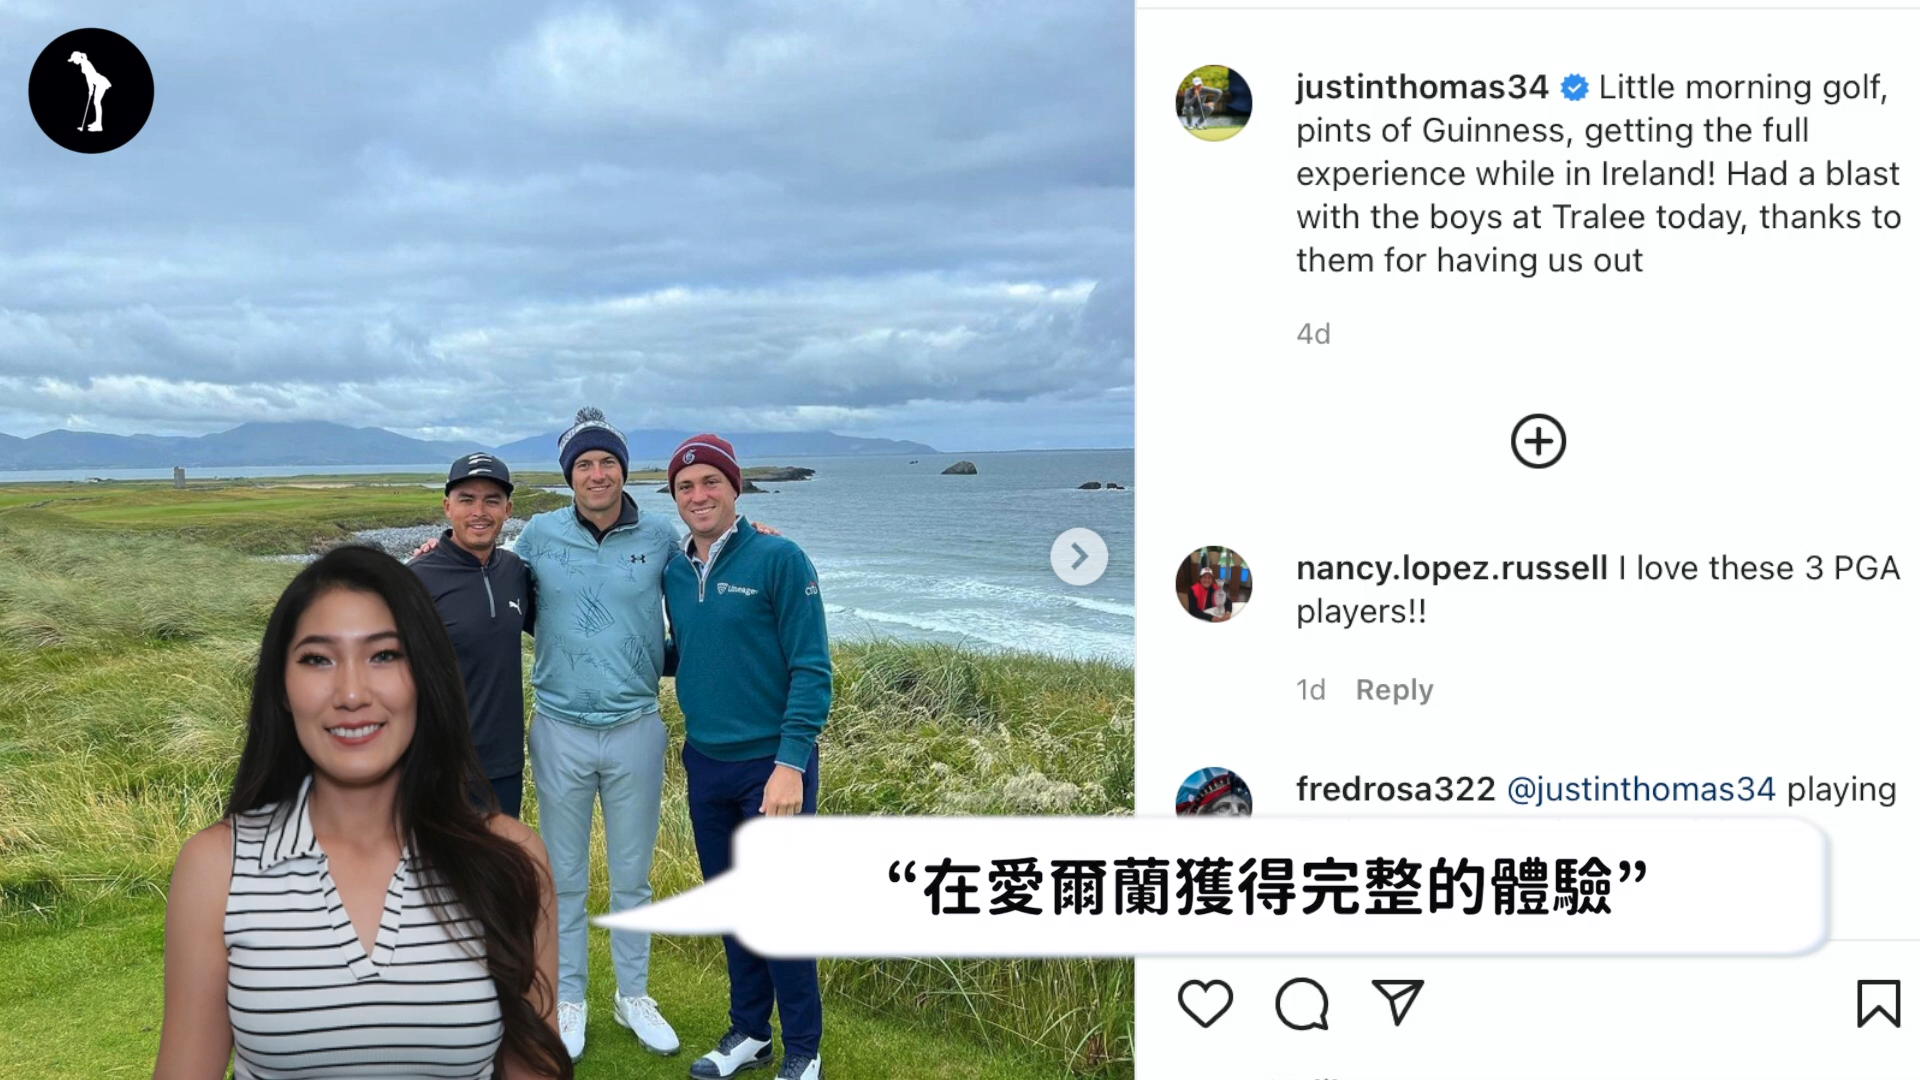 justinthomas34 Little morning golf,
pints of Guinness, getting the full
experience while in Ireland! Had a blast
with the boys at Tralee today, thanks to
them for having us out
4d
nancy.lopez.russell I love these 3 PGA
players!!
1d Reply
fredrosa322 @justinthomas34 playing
Lineage
citi
“在愛爾蘭獲得完整的體驗”